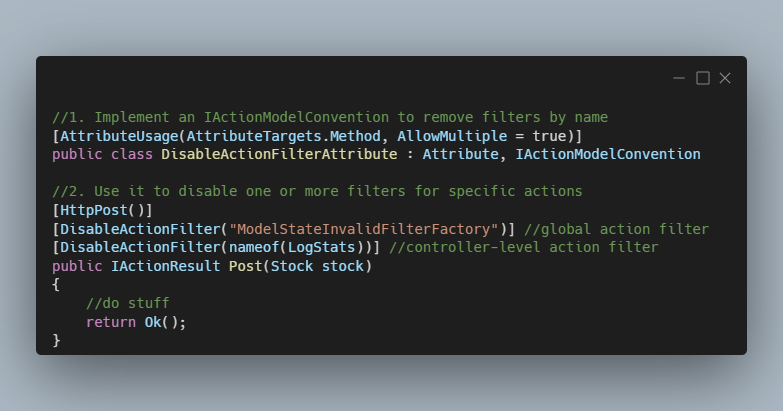 //1. Implement an IActionModelConvention to remove filters by name
[AttributeUsage(AttributeTargets.Method, AllowMultiple = true)]
public class DisableActionFilterAttribute : Attribute, IActionModelConvention
//2. Use it to disable one or more filters for specific actions
[HttpPost()]
[DisableActionFilter("ModelStateInvalidFilterFactory")] //global action filter
[DisableActionFilter(nameof(LogStats))] //controller-level action filter
public IActionResult Post(Stock stock)
{
    //do stuff
    return Ok();
}